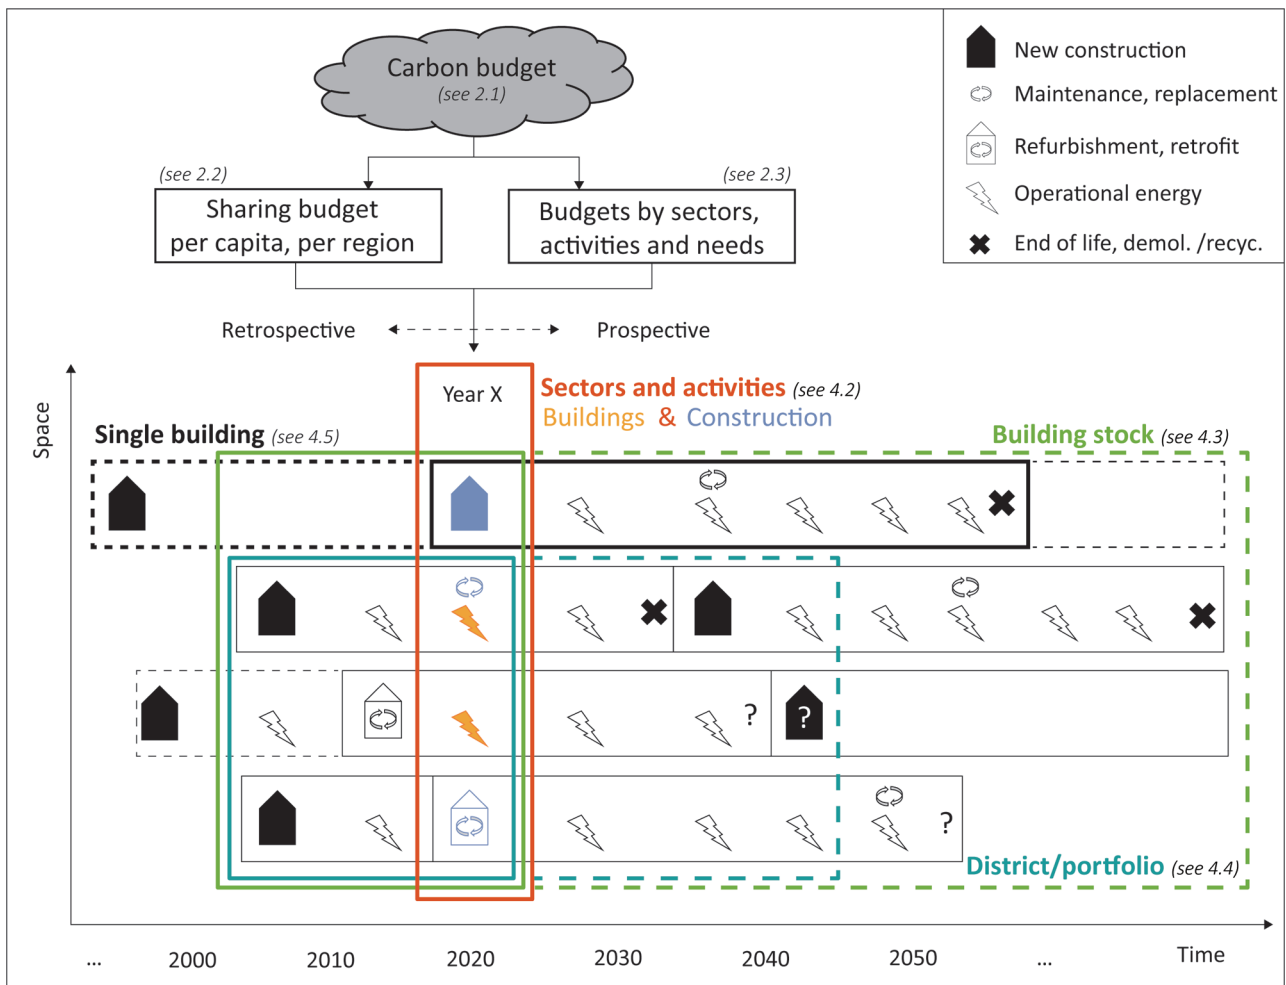 Carbon budget
(see 2.1)
New construction
Maintenance, replacement
Refurbishment, retrofit
Operational energy
End of life, demol. /recyc.
(see 2.2)
(see 2.3)
Sharing budget
per capita, per region
Budgets by sectors,
activities and needs
Retrospective
Prospective
Space
Year X
Sectors and activities (see 4.2)
Buildings & Construction
Single building (see 4.5)
Building stock (see 4.3)
?
?
?
District/portfolio (see 4.4)
... 2000 2010 2020 2030 2040 2050 ... Time